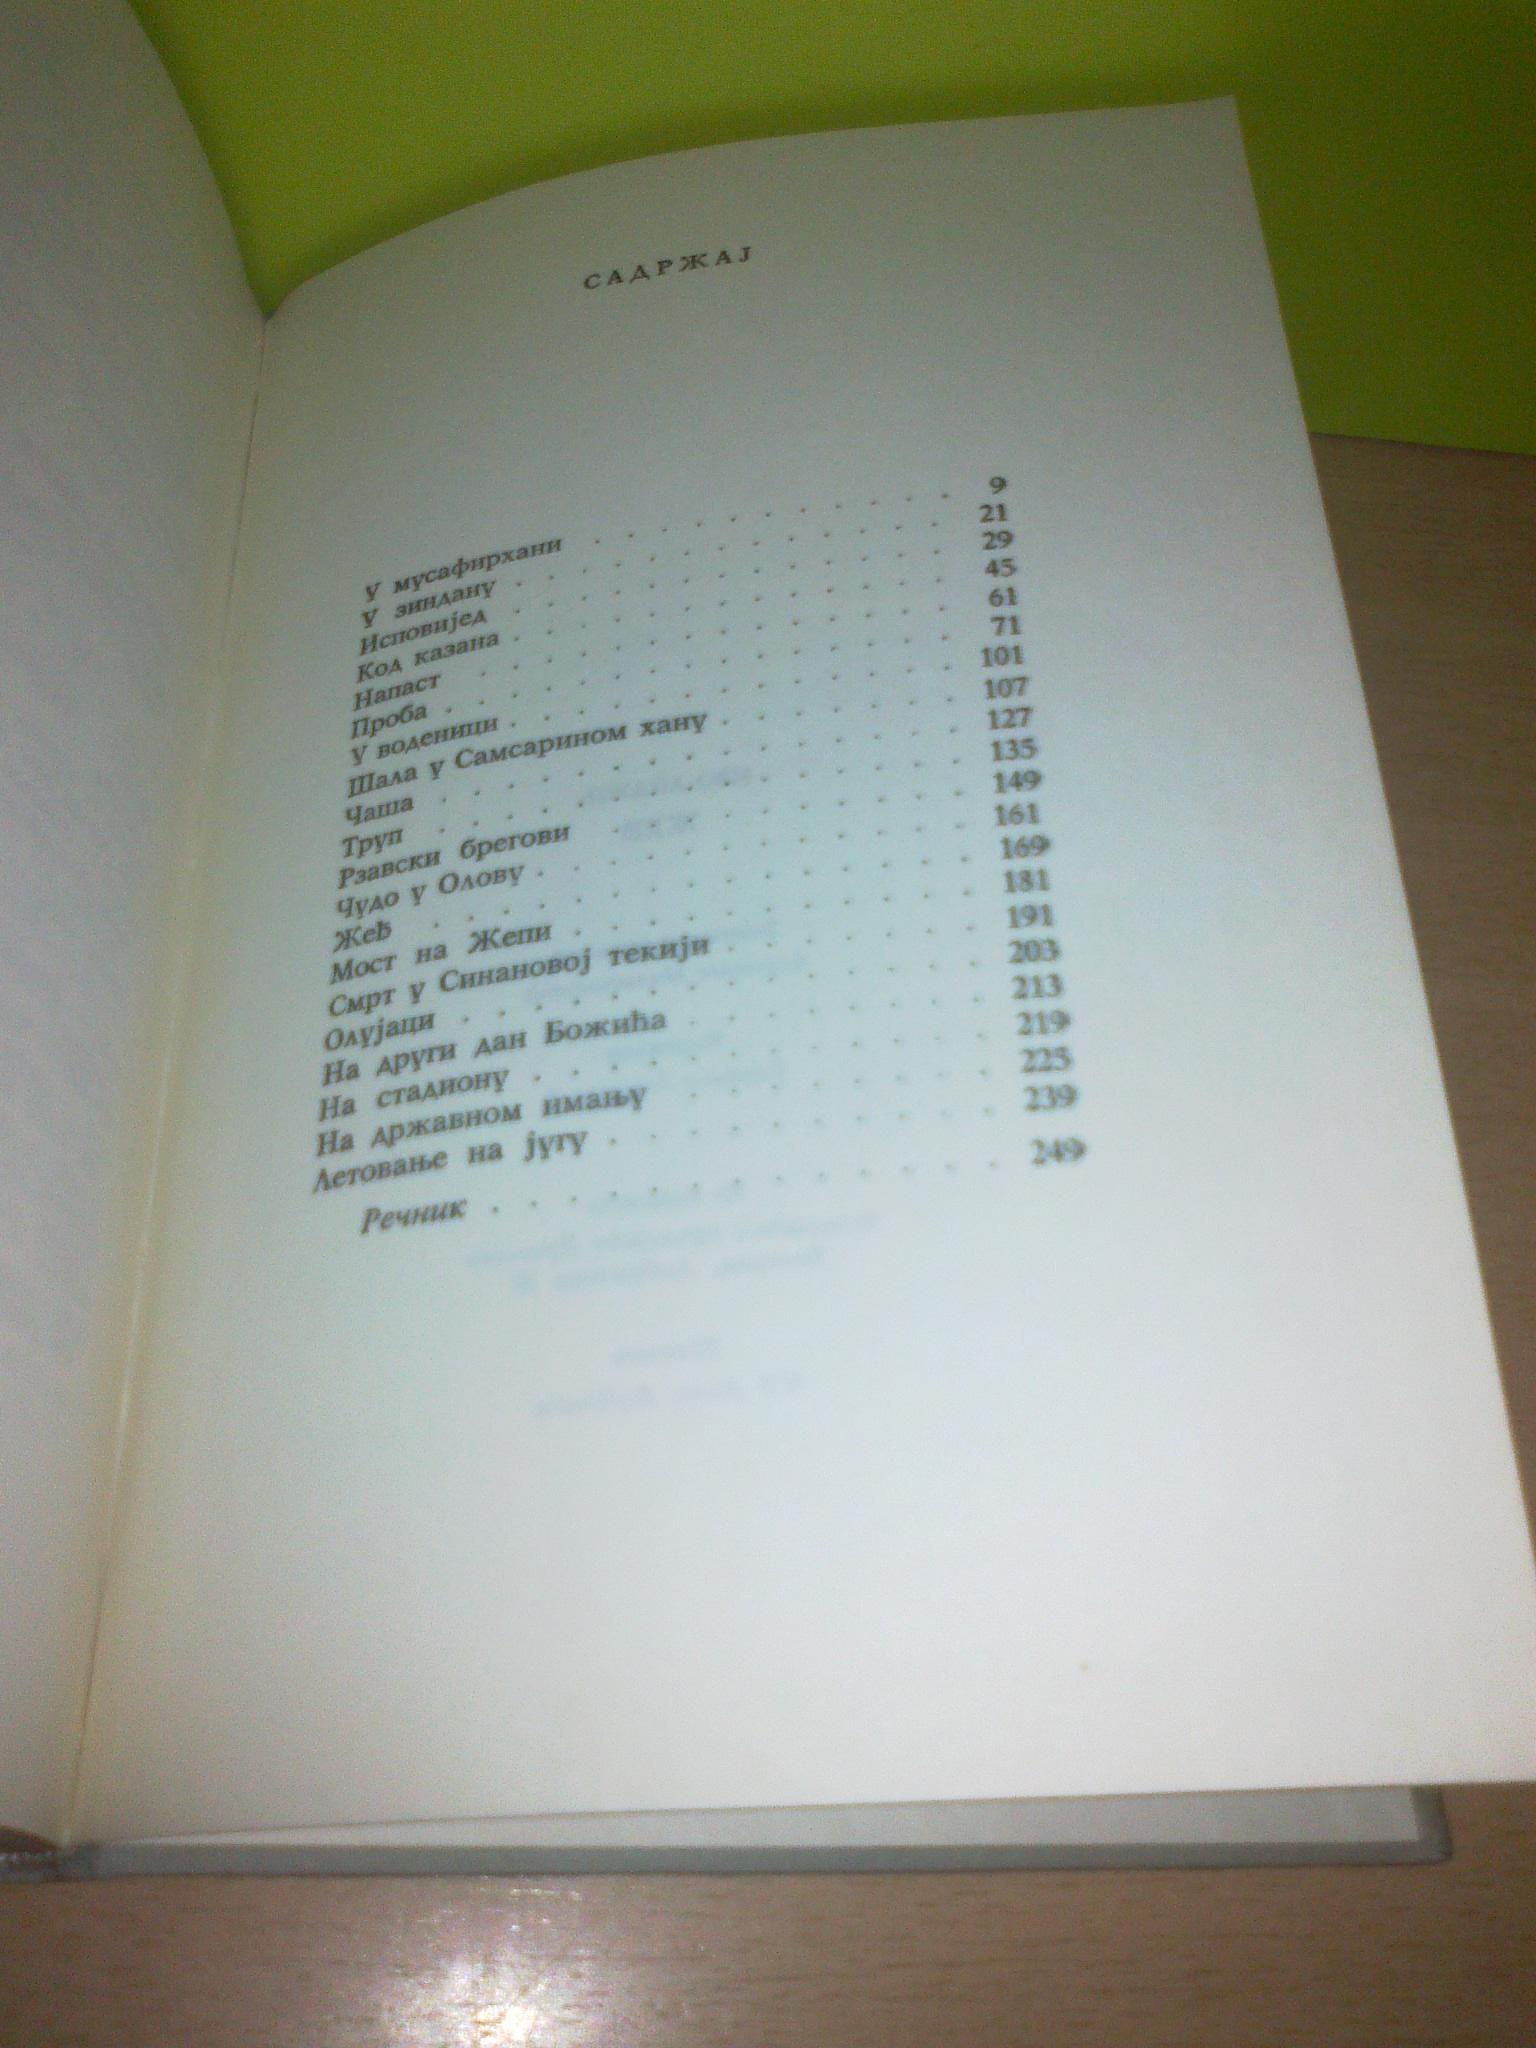 САДРЖАЈ
У мусафирхани . . . . . . . . . . . 9
У зиндану . . . . . . . . . . . . . 21
Исповијед . . . . . . . . . . . . . 29
Код казана . . . . . . . . . . . . . 45
Напаст . . . . . . . . . . . . . . 61
Проба . . . . . . . . . . . . . . . 71
У воденици . . . . . . . . . . . . . 101
Шала у Самсарином хану . . . . . . . 107
Чаша . . . . . . . . . . . . . . . 127
Труп . . . . . . . . . . . . . . . 135
Рзавски брегови . . . . . . . . . . 149
Чудо у Олову . . . . . . . . . . . . 161
Жеђ . . . . . . . . . . . . . . . 169
Мост на Жепи . . . . . . . . . . . 181
Смрт у Синановој текији . . . . . . . 191
Олујаци . . . . . . . . . . . . . . 203
На други дан Божића . . . . . . . . 213
На стадиону . . . . . . . . . . . . 219
На државном имању . . . . . . . . 225
Летовање на југу . . . . . . . . . . 239
Речник . . . . . . . . . . . . . 249